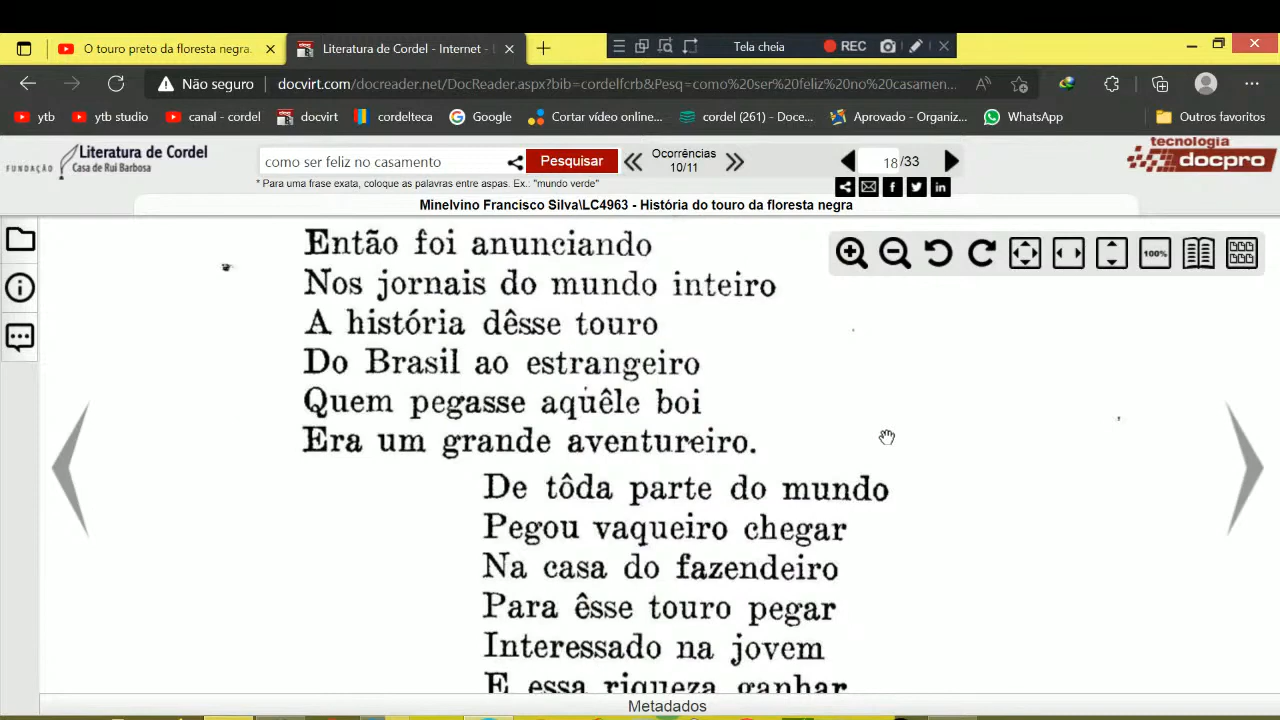 O touro preto da floresta negra.
Literatura de Cordel - Internet -
Tela cheia
REC
Não seguro
docvirt.com/docreader.net/DocReader.aspx?bib=cordelfcrb&Pesq=como%20ser%20feliz%20no%20casamen...
ytb
ytb studio
canal - cordel
docvirt
cordelteca
Google
Cortar vídeo online...
cordel (261) - Doce...
Aprovado - Organiz...
WhatsApp
Outros favoritos
FUNDAÇÃO
Literatura de Cordel
Casa de Rui Barbosa
como ser feliz no casamento
Pesquisar
Ocorrências
10/11
18 /33
tecnologia
docpro
* Para uma frase exata, coloque as palavras entre aspas. Ex.: "mundo verde"
Minelvino Francisco Silva\LC4963 - História do touro da floresta negra
100%
Então foi anunciando
Nos jornais do mundo inteiro
A história dêsse touro
Do Brasil ao estrangeiro
Quem pegasse aquêle boi
Era um grande aventureiro.
De tôda parte do mundo
Pegou vaqueiro chegar
Na casa do fazendeiro
Para êsse touro pegar
Interessado na jovem
E essa riqueza ganhar
Metadados